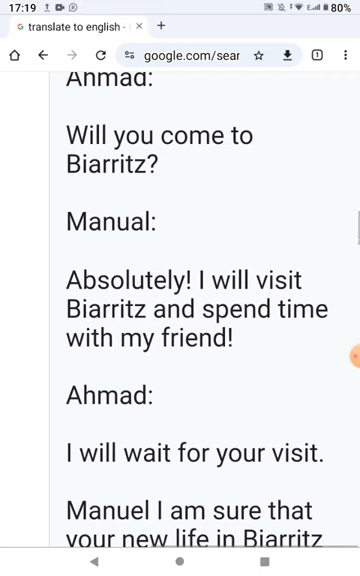 17:19
80%
translate to english -
google.com/sear
1
Ahmad:
Will you come to
Biarritz?
Manual:
Absolutely! I will visit
Biarritz and spend time
with my friend!
Ahmad:
I will wait for your visit.
Manuel I am sure that
your new life in Biarritz